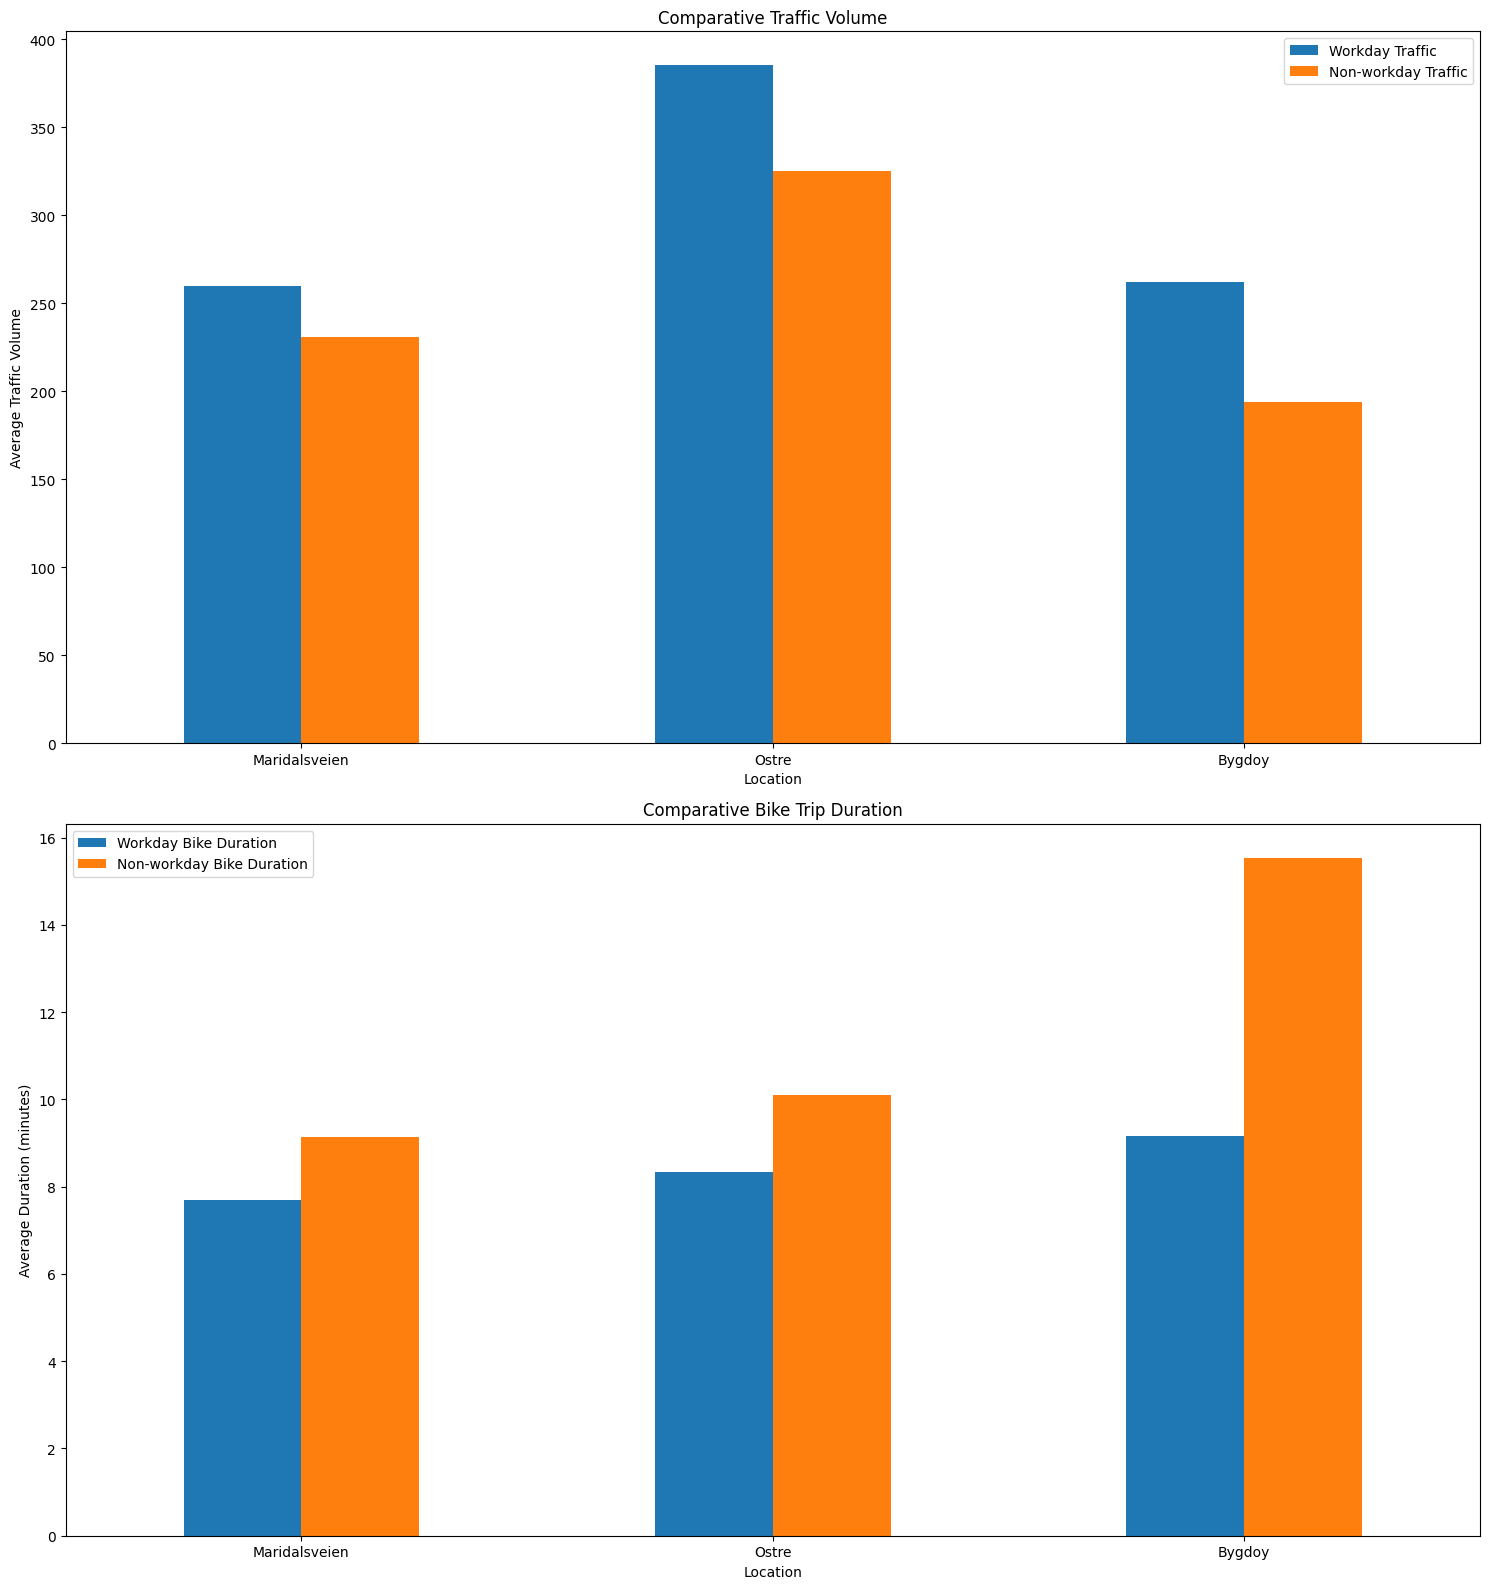 Comparative Traffic Volume
400
350
300
250
200
150
100
50
0
Average Traffic Volume
Workday Traffic
Non-workday Traffic
Maridalsveien
Ostre
Bygdoy
Location
Comparative Bike Trip Duration
16
14
12
10
8
6
4
2
0
Average Duration (minutes)
Workday Bike Duration
Non-workday Bike Duration
Maridalsveien
Ostre
Bygdoy
Location